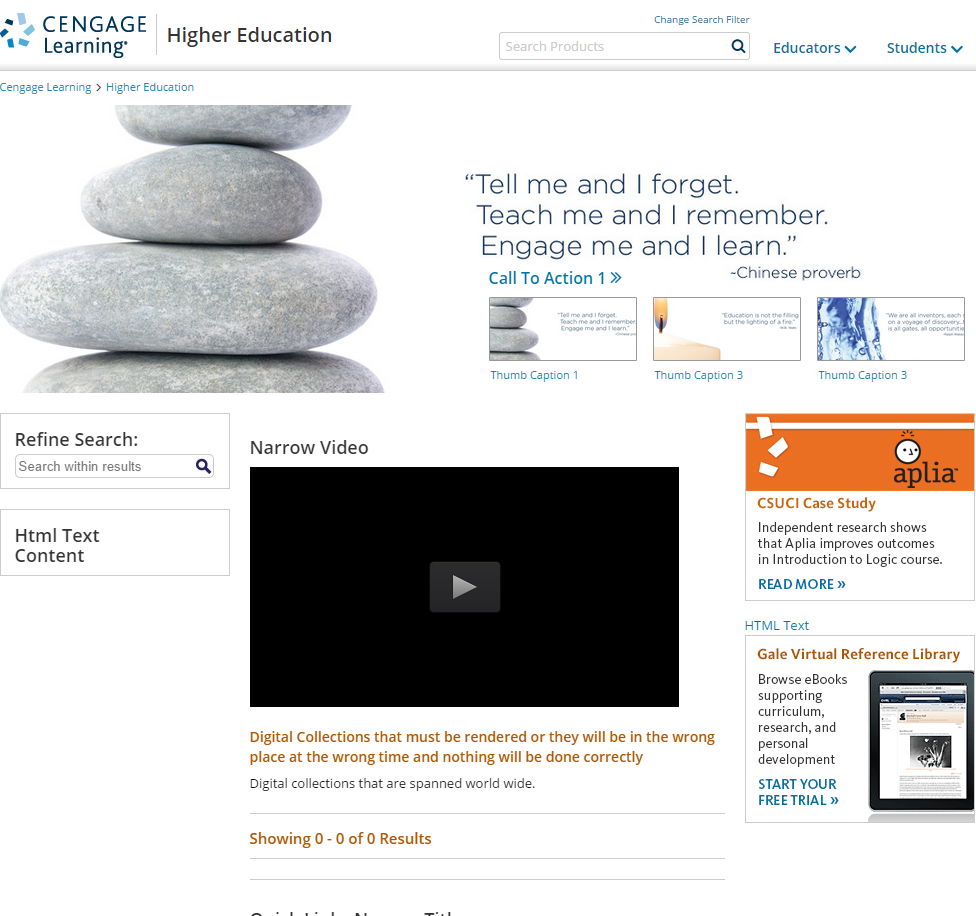 CENGAGE
Learning®
Higher Education
Change Search Filter
Search Products
Educators
Students
Cengage Learning > Higher Education
“Tell me and I forget.
Teach me and I remember.
Engage me and I learn.”
~Chinese proverb
Call To Action 1 »
"Tell me and I forget.
Teach me and I remember
Engage me and I learn."
"Education is not the filling
but the lighting of a fire."
"We are all inventors, each
on a voyage of discovery
is all gates, all opportunitie
Thumb Caption 1
Thumb Caption 3
Thumb Caption 3
Refine Search:
Search within results
Html Text
Content
Narrow Video
Digital Collections that must be rendered or they will be in the wrong
place at the wrong time and nothing will be done correctly
Digital collections that are spanned world wide.
Showing 0 - 0 of 0 Results
aplia
CSUCI Case Study
Independent research shows
that Aplia improves outcomes
in Introduction to Logic course.
READ MORE »
HTML Text
Gale Virtual Reference Library
Browse eBooks
supporting
curriculum,
research, and
personal
development
START YOUR
FREE TRIAL »